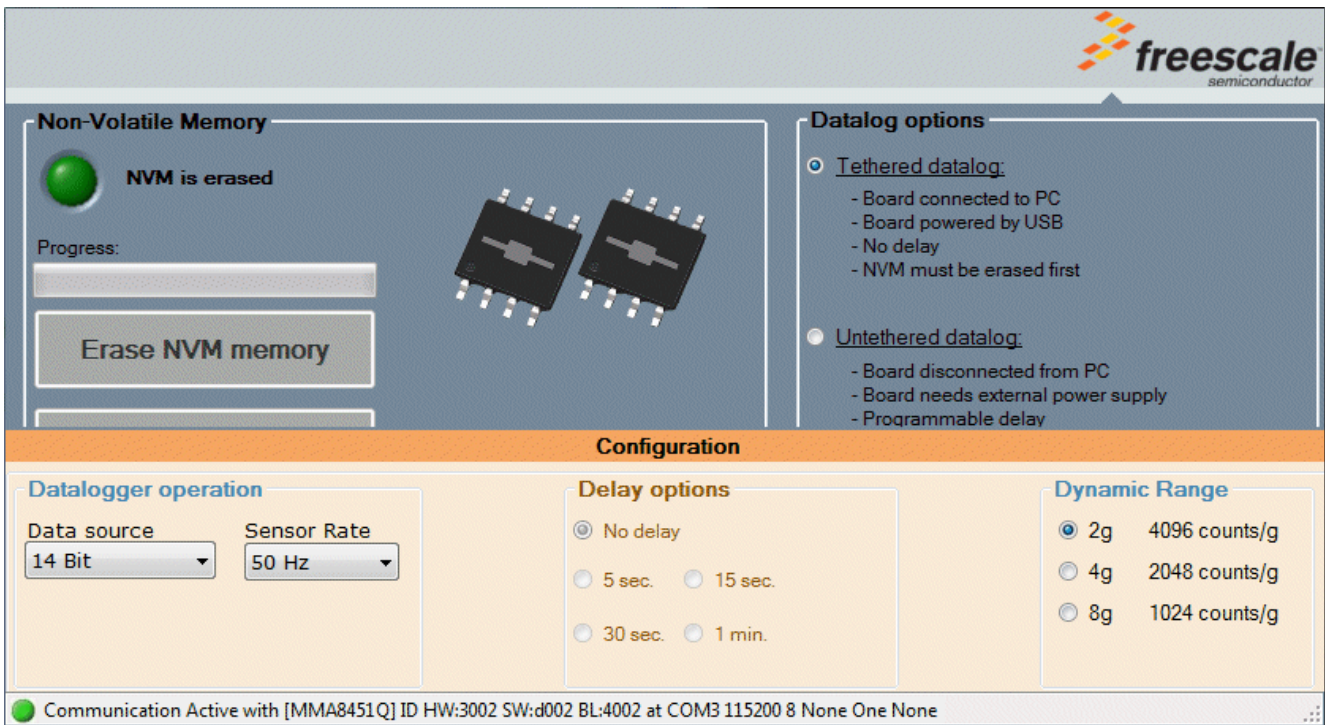 freescale
semiconductor
Non-Volatile Memory
NVM is erased
Progress:
Erase NVM memory
Datalog options
Tethered datalog:
- Board connected to PC
- Board powered by USB
- No delay
- NVM must be erased first
Untethered datalog:
- Board disconnected from PC
- Board needs external power supply
- Programmable delay
Configuration
Datalogger operation
Data source Sensor Rate
14 Bit 50 Hz
Delay options
No delay
5 sec. 15 sec.
30 sec. 1 min.
Dynamic Range
2g 4096 counts/g
4g 2048 counts/g
8g 1024 counts/g
Communication Active with [MMA8451Q] ID HW:3002 SW:d002 BL:4002 at COM3 115200 8 None One None